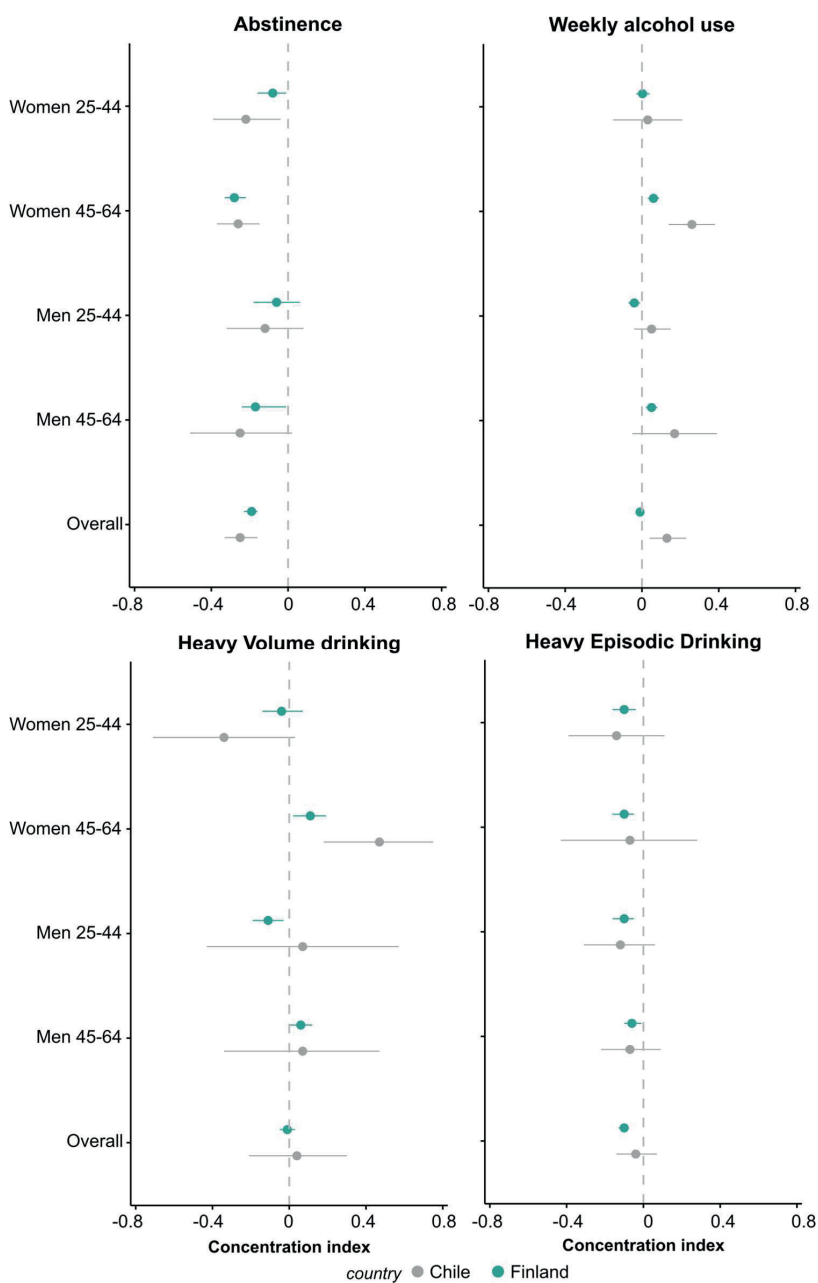 Abstinence
Weekly alcohol use
Women 25-44
Women 45-64
Men 25-44
Men 45-64
Overall
-0.8 -0.4 0 0.4 0.8
-0.8 -0.4 0 0.4 0.8
Heavy Volume drinking
Heavy Episodic Drinking
Women 25-44
Women 45-64
Men 25-44
Men 45-64
Overall
-0.8 -0.4 0 0.4 0.8
-0.8 -0.4 0 0.4 0.8
Concentration index
Concentration index
country Chile Finland